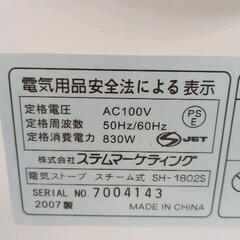 電気用品安全法による表示
定格電圧 AC100V
定格周波数 50Hz/60Hz
定格消費電力 830W
PS
E
S JET
株式会社ステムマーケティング
電気ストーブ スチーム式 SH-1802S
SERIAL NO.7004143
2007製 MADE IN CHINA